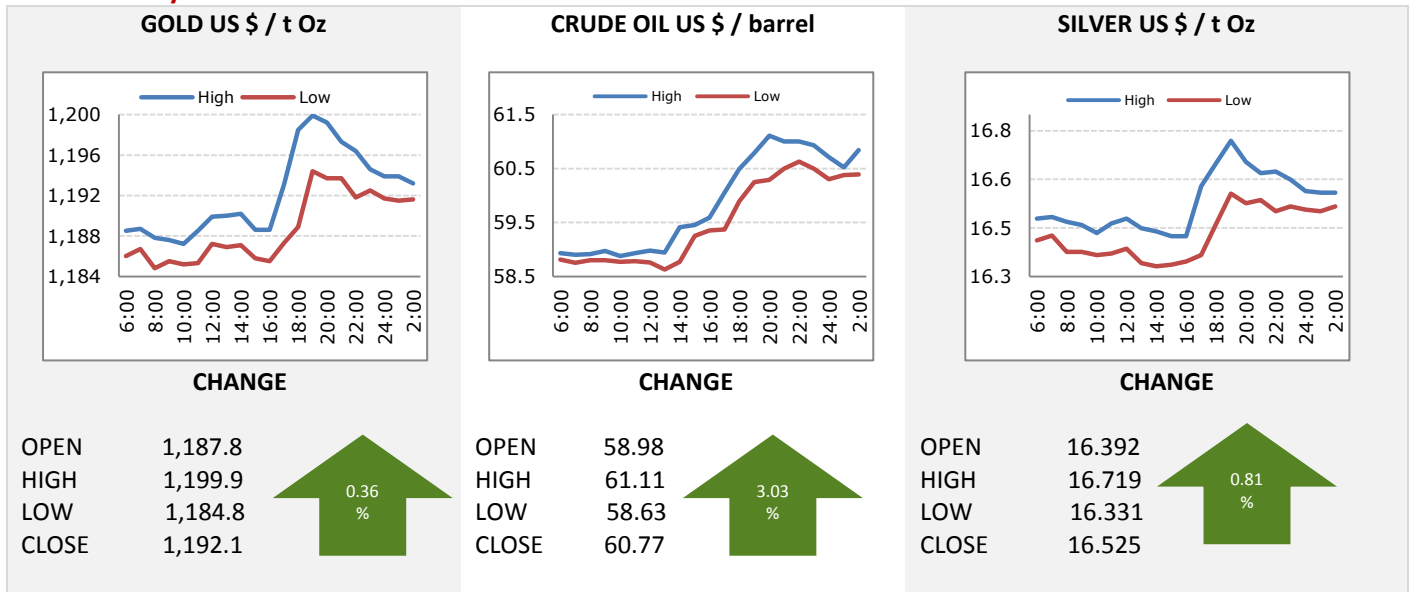 GOLD US $ / t Oz
High Low
1,200
1,196
1,192
1,188
1,184
6:00 8:00 10:00 12:00 14:00 16:00 18:00 20:00 22:00 24:00 2:00
CHANGE
OPEN 1,187.8
HIGH 1,199.9
LOW 1,184.8
CLOSE 1,192.1
0.36
%
CRUDE OIL US $ / barrel
High Low
61.5
60.5
59.5
58.5
6:00 8:00 10:00 12:00 14:00 16:00 18:00 20:00 22:00 24:00 2:00
CHANGE
OPEN 58.98
HIGH 61.11
LOW 58.63
CLOSE 60.77
3.03
%
SILVER US $ / t Oz
High Low
16.8
16.6
16.5
16.3
6:00 8:00 10:00 12:00 14:00 16:00 18:00 20:00 22:00 24:00 2:00
CHANGE
OPEN 16.392
HIGH 16.719
LOW 16.331
CLOSE 16.525
0.81
%